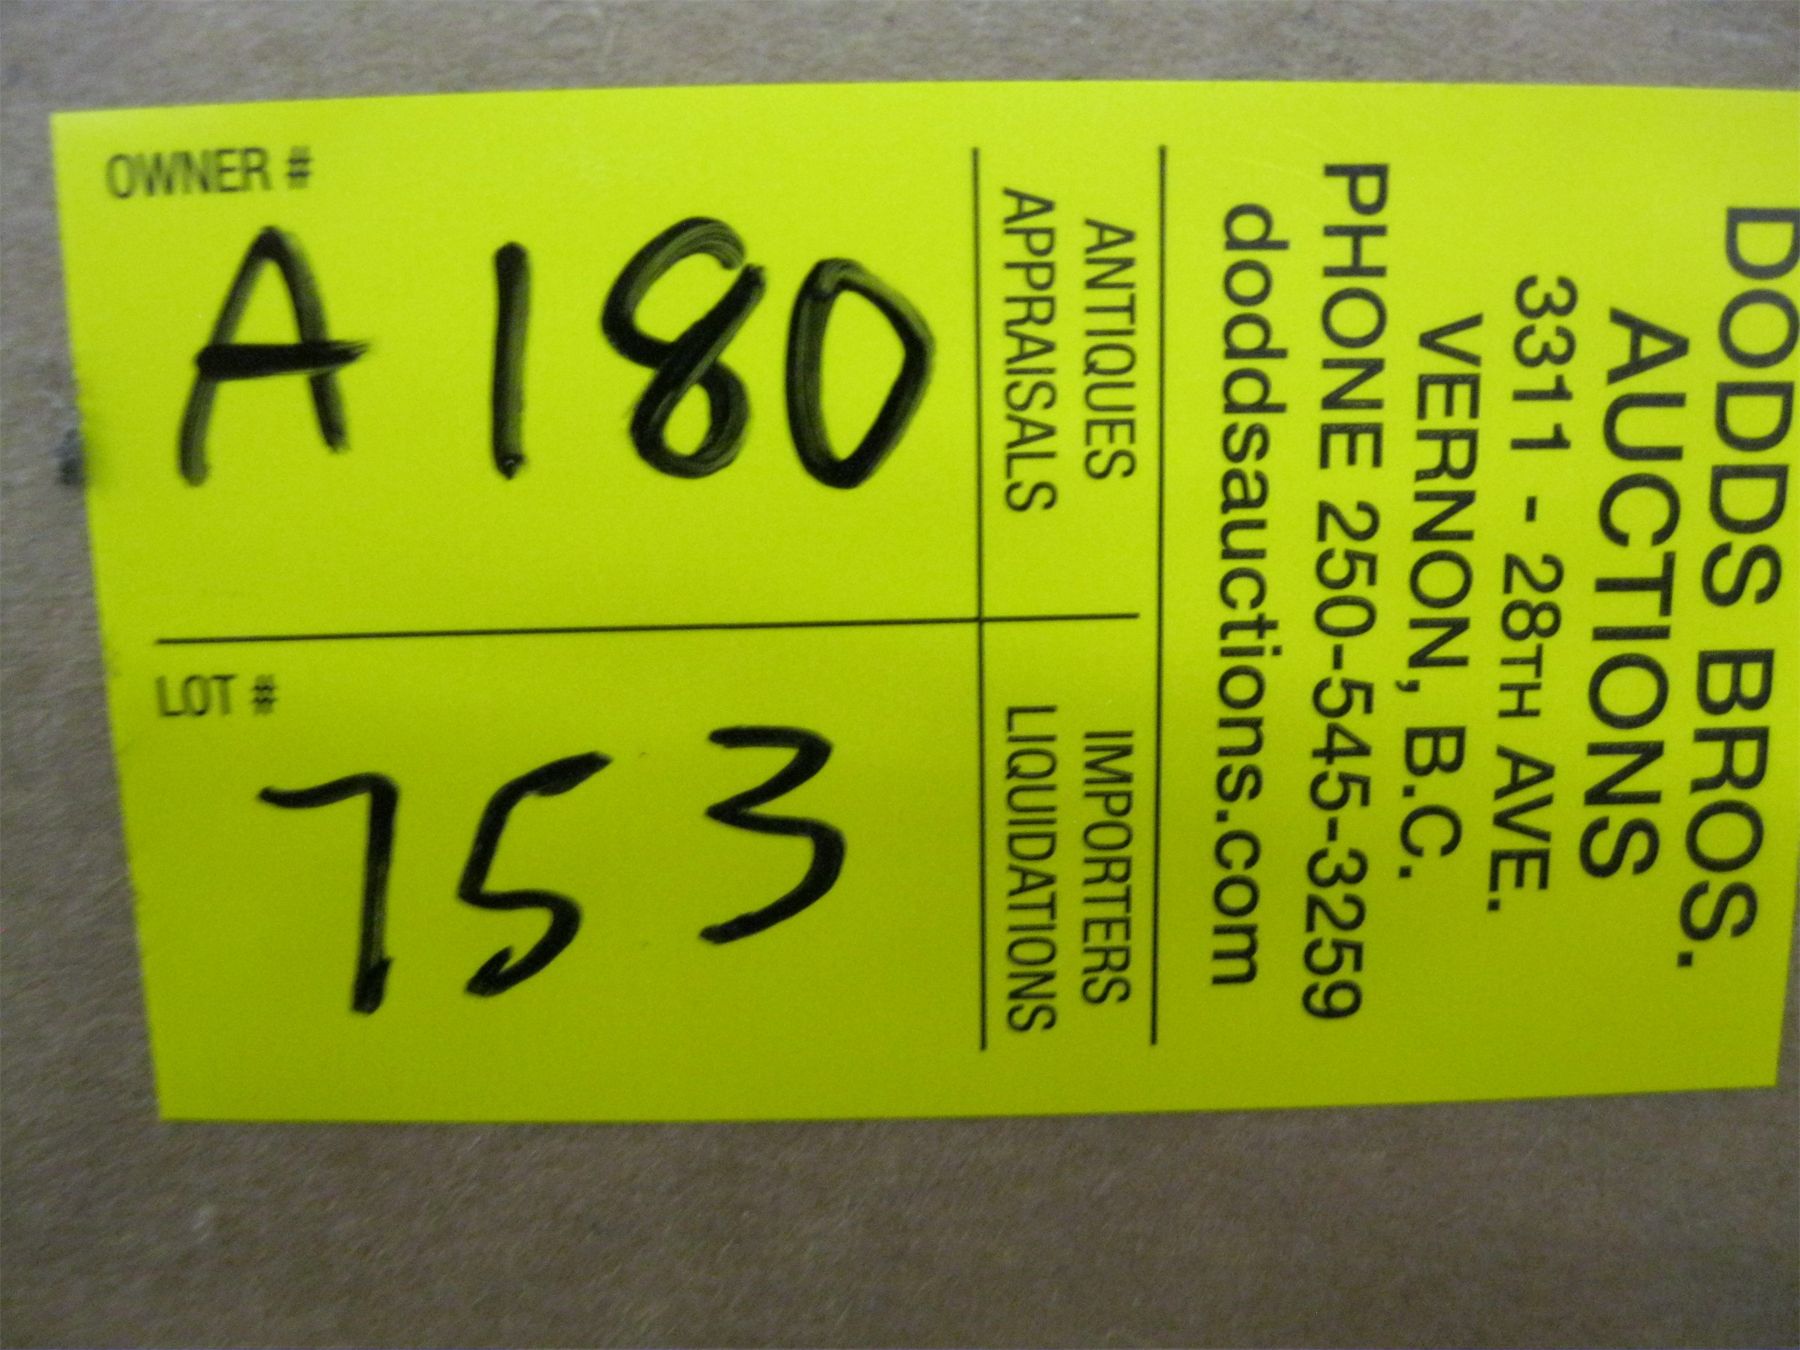 DODDS BROS.
AUCTIONS
3311 - 28TH AVE.
VERNON, B.C.
PHONE 250-545-3259
doddsauctions.com
ANTIQUES
APPRAISALS
IMPORTERS
LIQUIDATIONS
OWNER #
A 180
LOT #
753